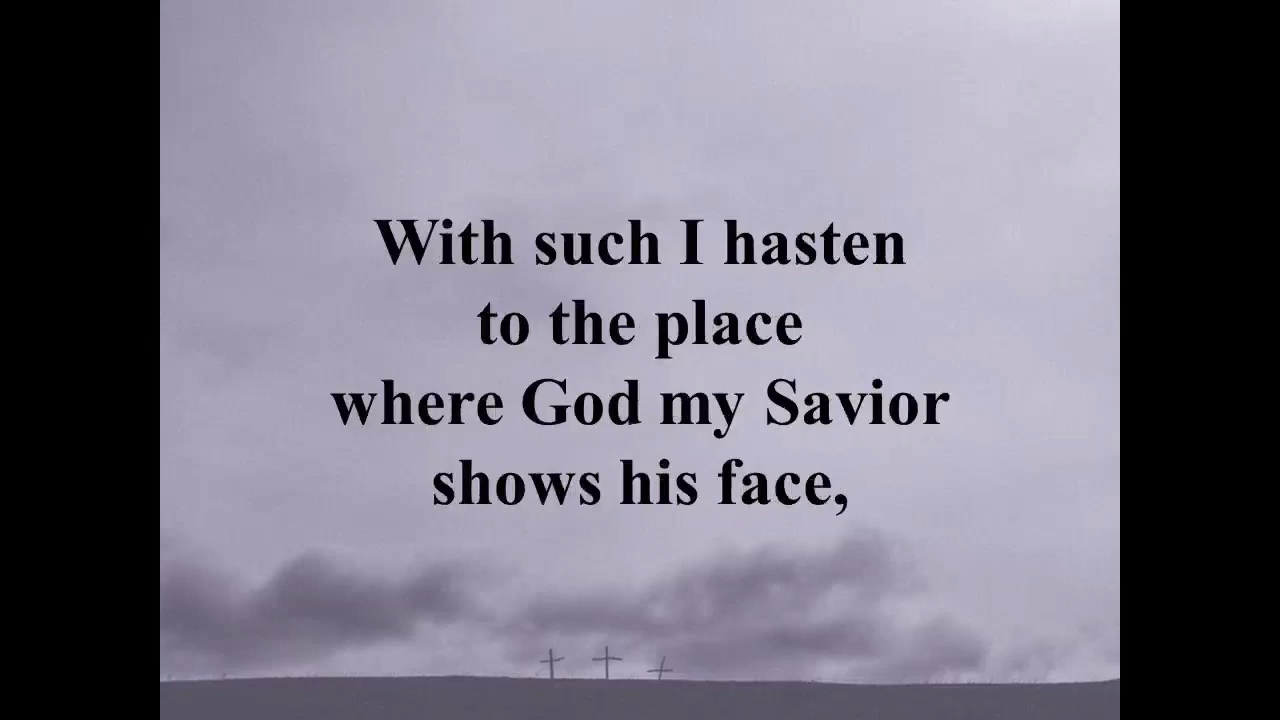 With such I hasten
to the place
where God my Savior
shows his face,